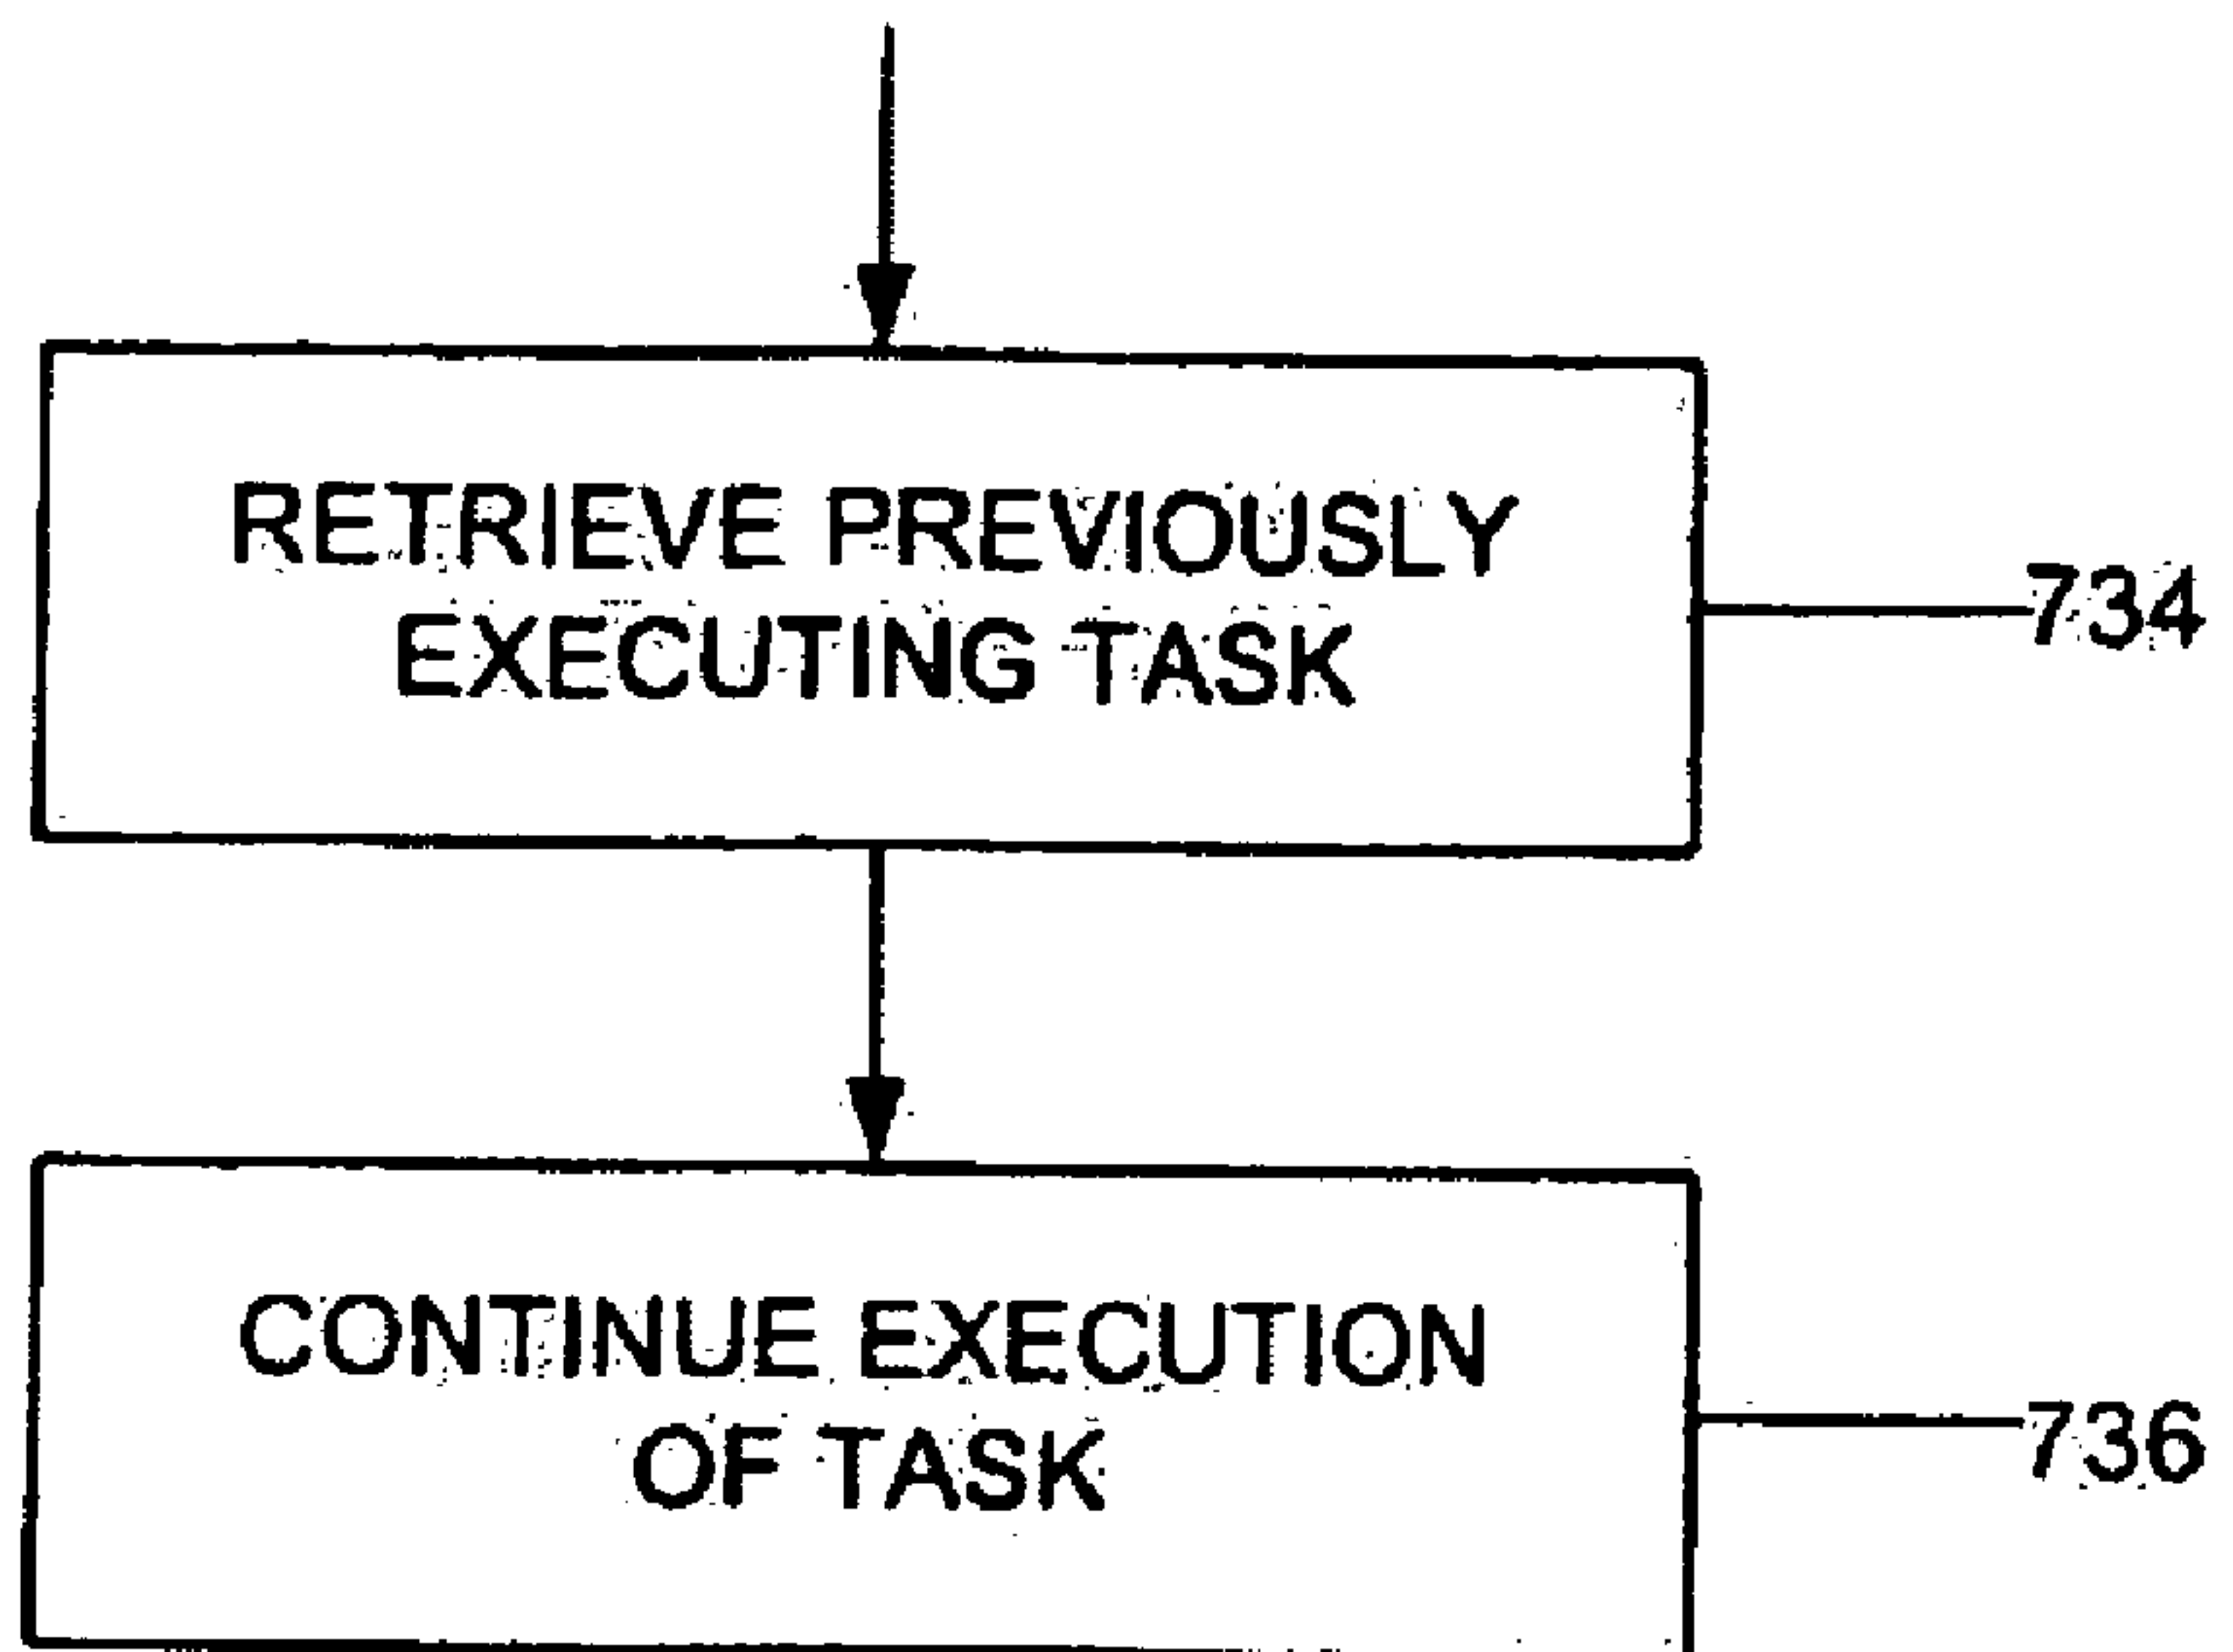 RETRIEVE PREVIOUSLY
EXECUTING TASK
734
CONTINUE EXECUTION
OF TASK
736